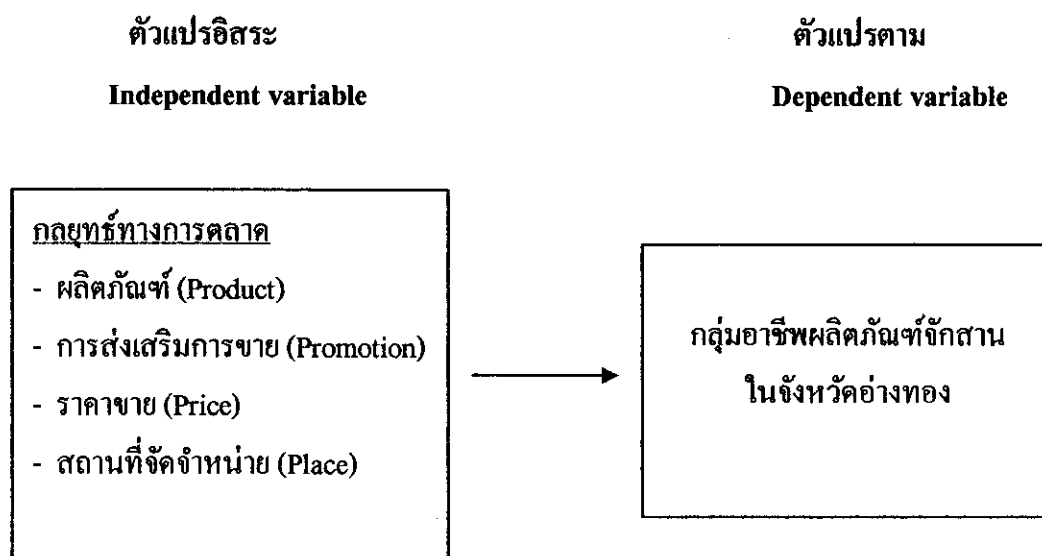 ตัวแปรอิสระ
Independent variable
ตัวแปรตาม
Dependent variable
กลยุทธ์ทางการตลาด
- ผลิตภัณฑ์ (Product)
- การส่งเสริมการขาย (Promotion)
- ราคาขาย (Price)
- สถานที่จัดจำหน่าย (Place)
กลุ่มอาชีพผลิตภัณฑ์จักสาน
ในจังหวัดอ่างทอง